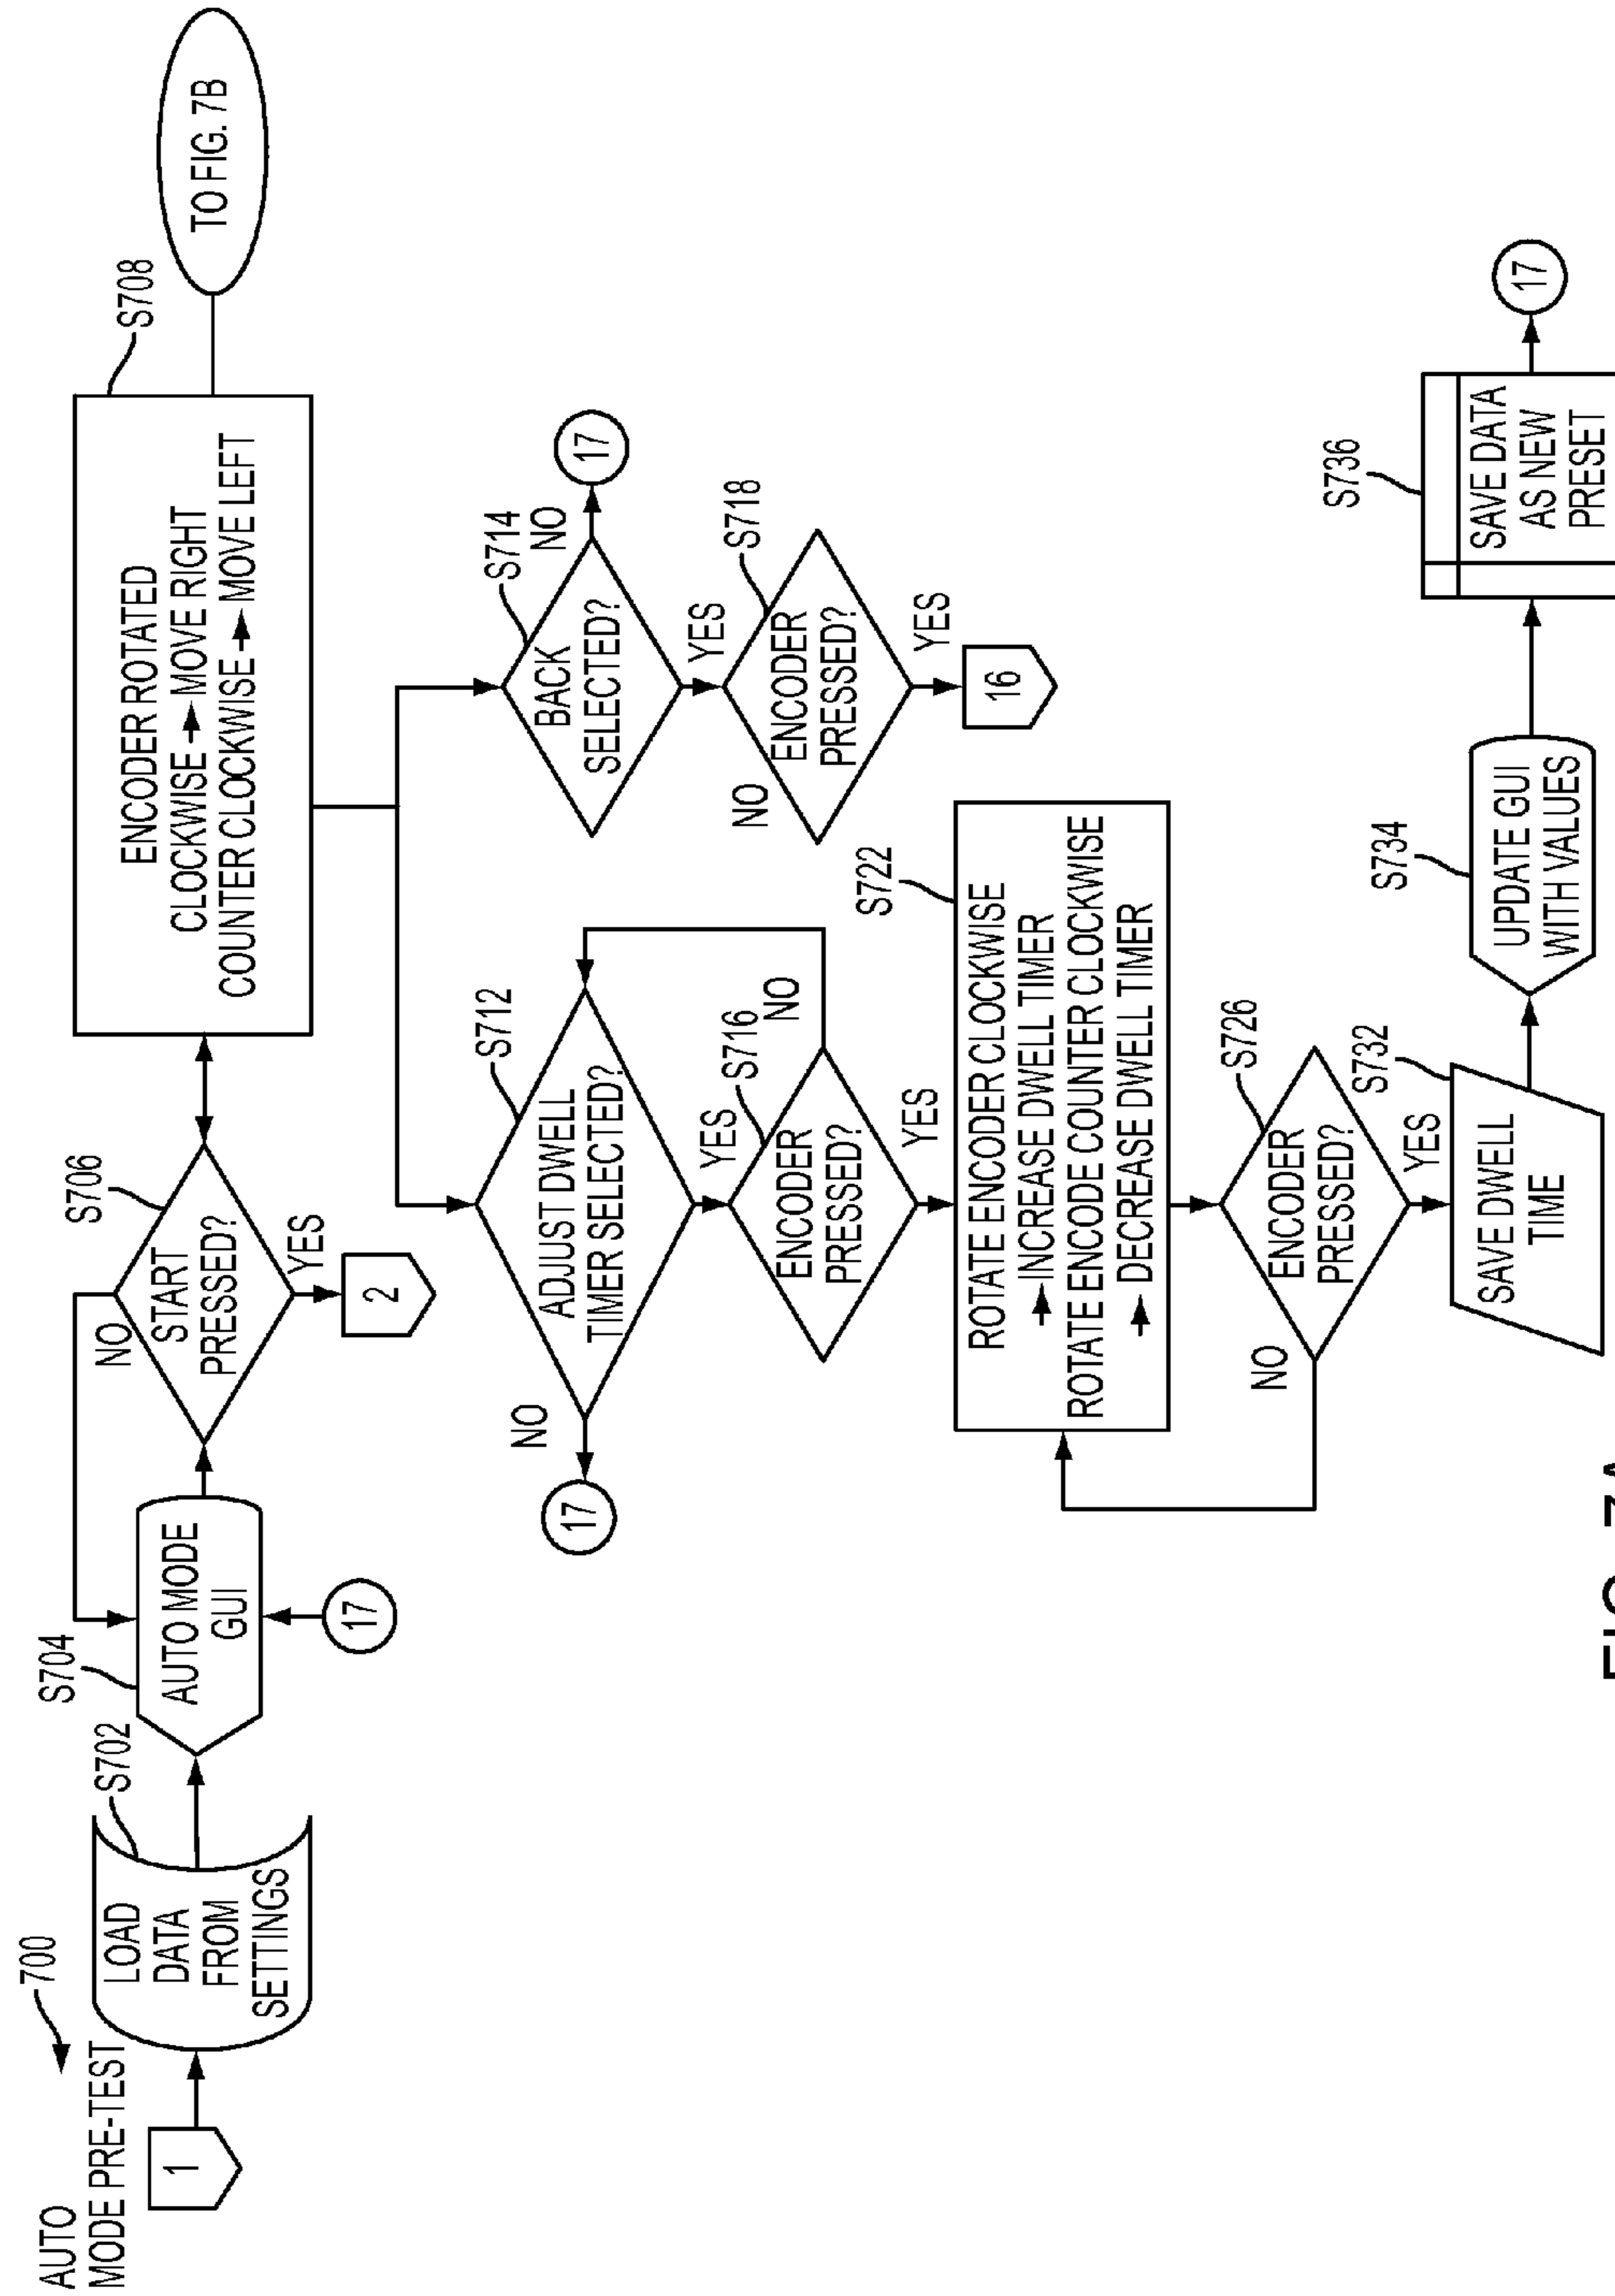 AUTO
MODE PRE-TEST
700
1
LOAD
DATA
FROM
SETTINGS
S702
S704
AUTO MODE
GUI
17
S706
START
PRESSED?
NO
YES
2
S708
ENCODER ROTATED
CLOCKWISE → MOVE RIGHT
COUNTER CLOCKWISE → MOVE LEFT
TO FIG. 7B
S712
ADJUST DWELL
TIMER SELECTED?
NO
17
YES
S714
BACK
SELECTED?
NO
17
YES
S716
ENCODER
PRESSED?
NO
YES
S718
ENCODER
PRESSED?
NO
YES
16
S722
ROTATE ENCODER CLOCKWISE
→ INCREASE DWELL TIMER
ROTATE ENCODE COUNTER CLOCKWISE
→ DECREASE DWELL TIMER
S726
ENCODER
PRESSED?
NO
YES
S732
SAVE DWELL
TIME
S734
UPDATE GUI
WITH VALUES
S736
SAVE DATA
AS NEW
PRESET
17